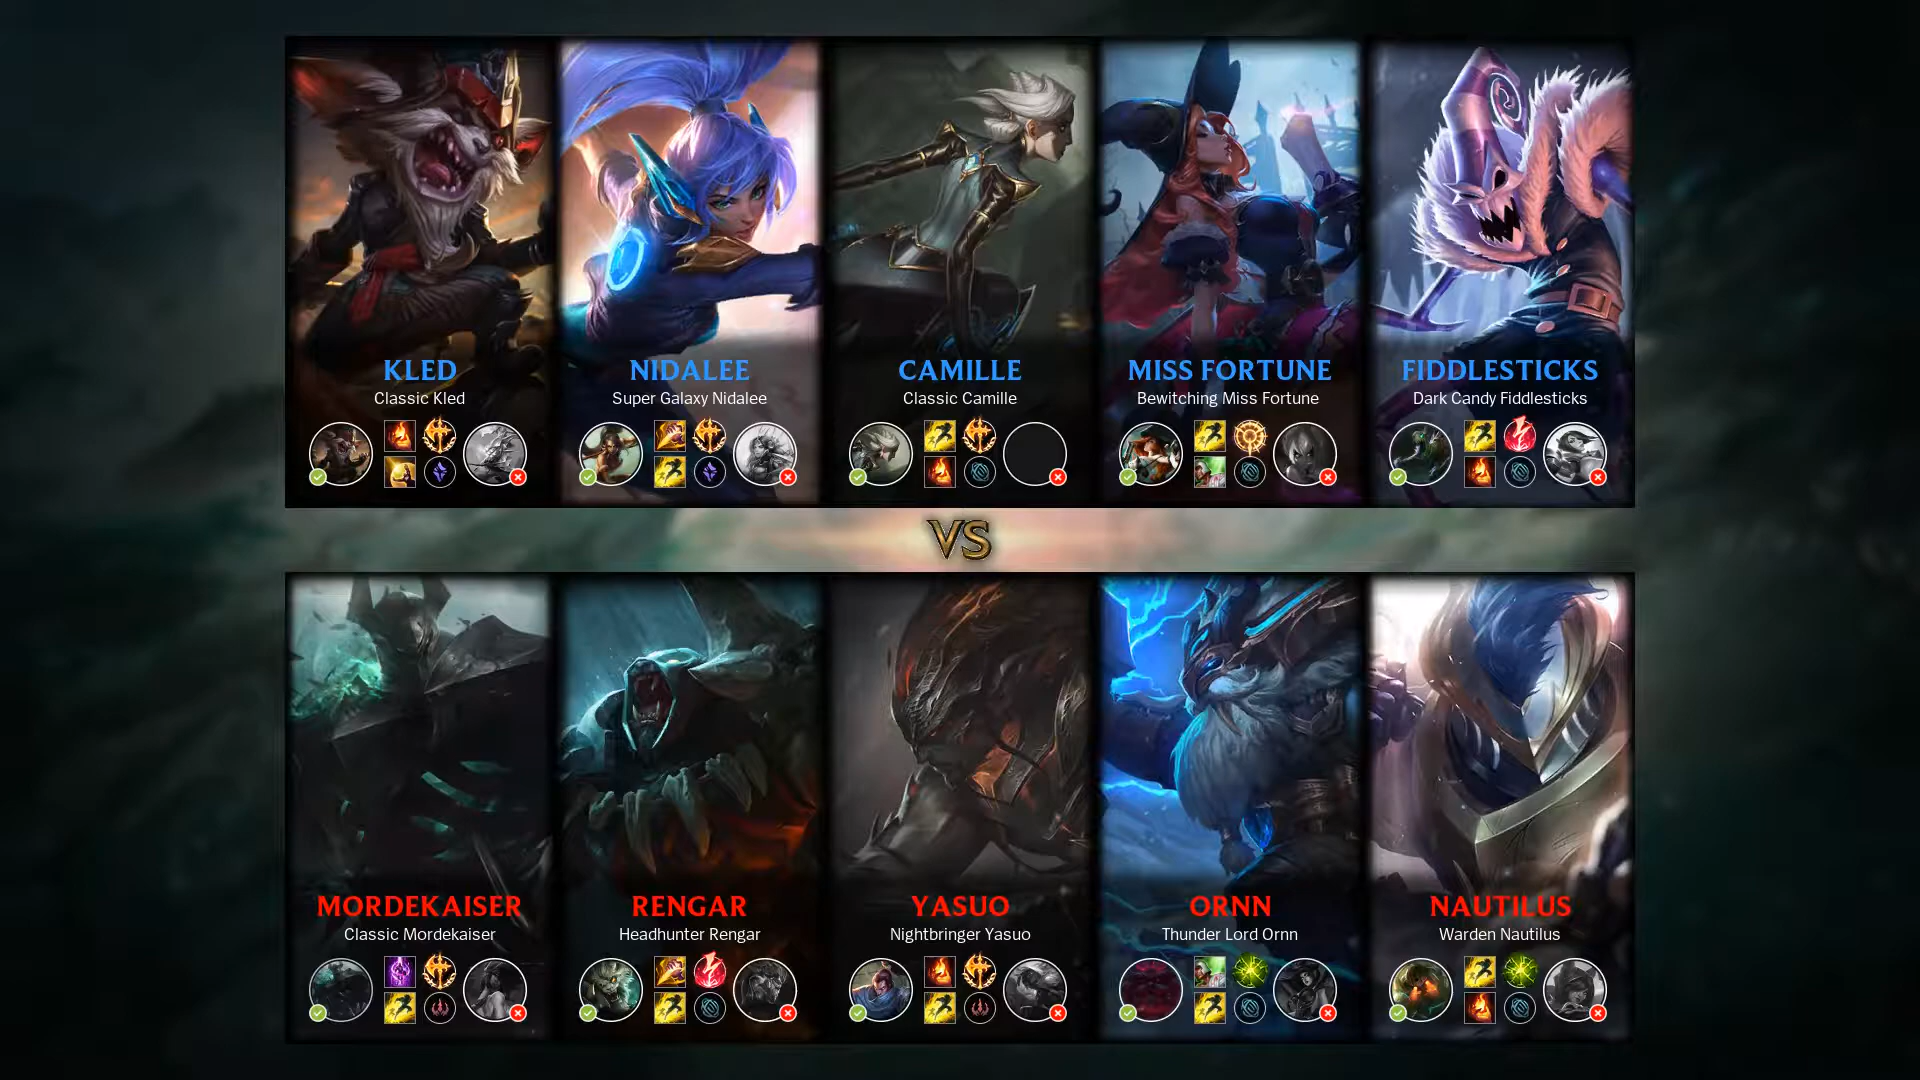 KLED
Classic Kled
NIDALEE
Super Galaxy Nidalee
CAMILLE
Classic Camille
MISS FORTUNE
Bewitching Miss Fortune
FIDDLESTICKS
Dark Candy Fiddlesticks
VS
MORDEKAISER
Classic Mordekaiser
RENGAR
Headhunter Rengar
YASUO
Nightbringer Yasuo
ORNN
Thunder Lord Ornn
NAUTILUS
Warden Nautilus